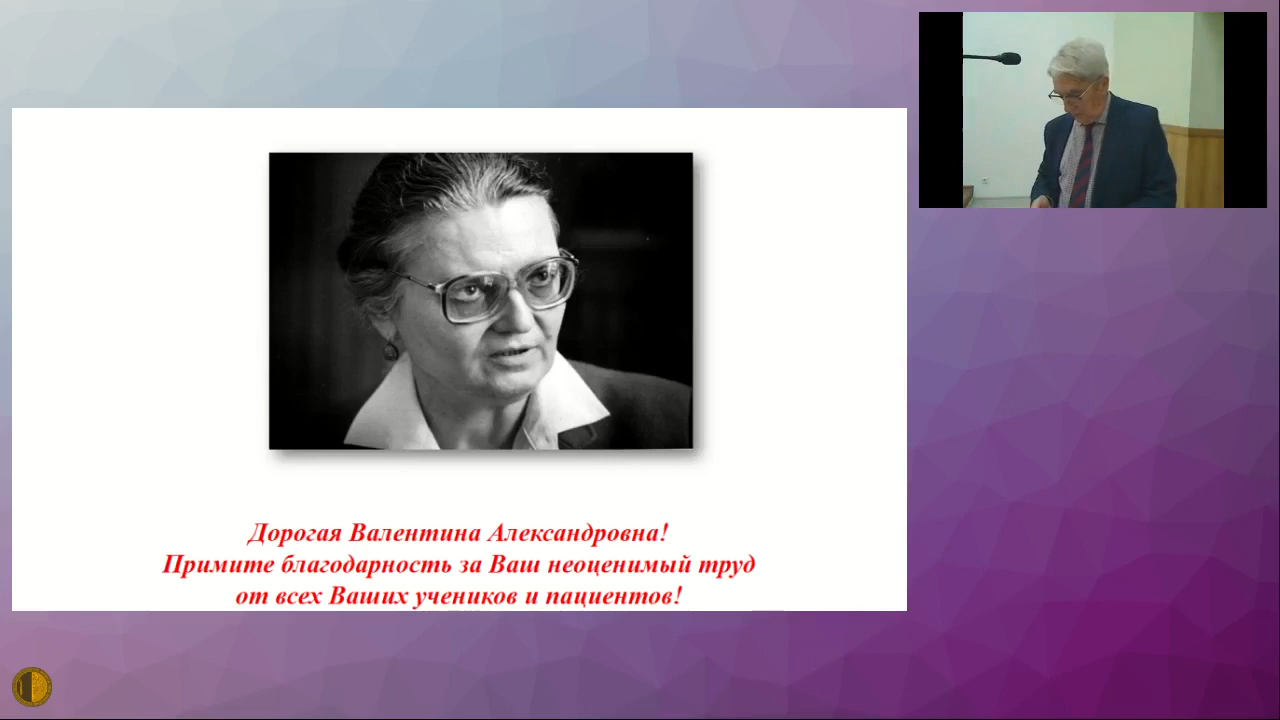 Дорогая Валентина Александровна!
Примите благодарность за Ваш неоценимый труд
от всех Ваших учеников и пациентов!